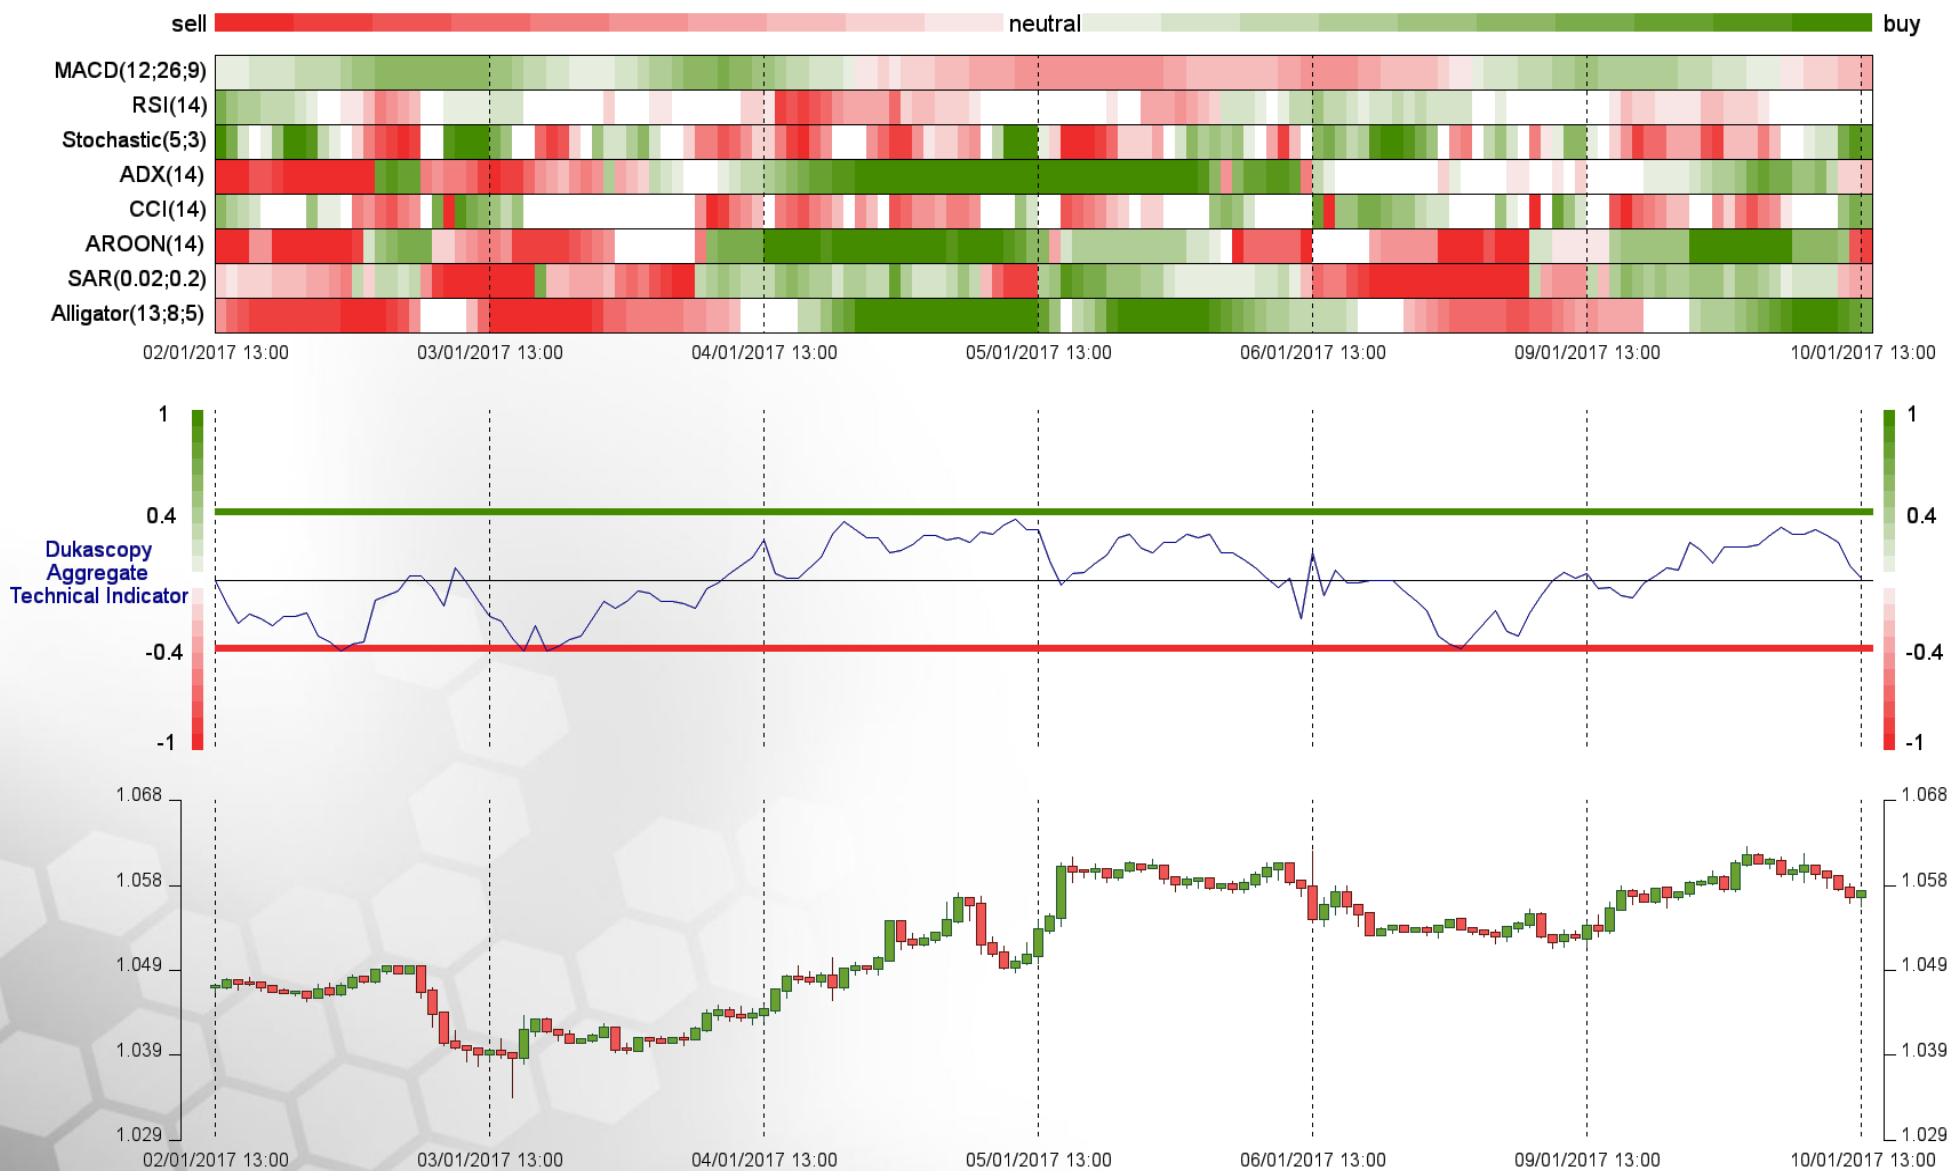 sell neutral buy
MACD(12;26;9)
RSI(14)
Stochastic(5;3)
ADX(14)
CCI(14)
AROON(14)
SAR(0.02;0.2)
Alligator(13;8;5)
02/01/2017 13:00 03/01/2017 13:00 04/01/2017 13:00 05/01/2017 13:00 06/01/2017 13:00 09/01/2017 13:00 10/01/2017 13:00
1 1
0.4 0.4
Dukascopy
Aggregate
Technical Indicator
-0.4 -0.4
-1 -1
1.068 1.068
1.058 1.058
1.049 1.049
1.039 1.039
1.029 1.029
02/01/2017 13:00 03/01/2017 13:00 04/01/2017 13:00 05/01/2017 13:00 06/01/2017 13:00 09/01/2017 13:00 10/01/2017 13:00